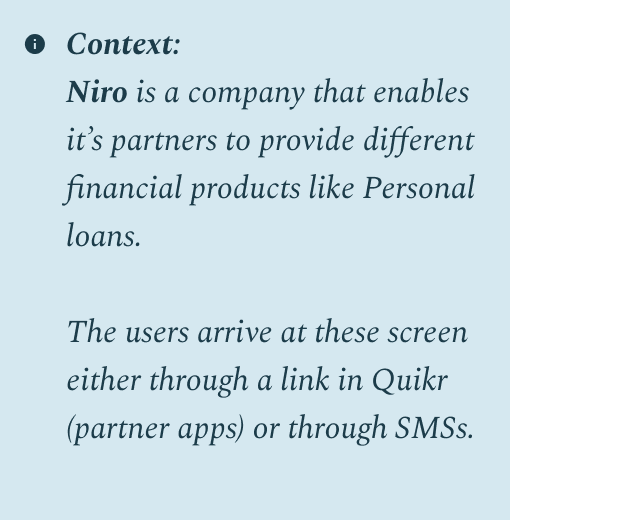 Context:
Niro is a company that enables
it’s partners to provide different
financial products like Personal
loans.
The users arrive at these screen
either through a link in Quikr
(partner apps) or through SMSs.